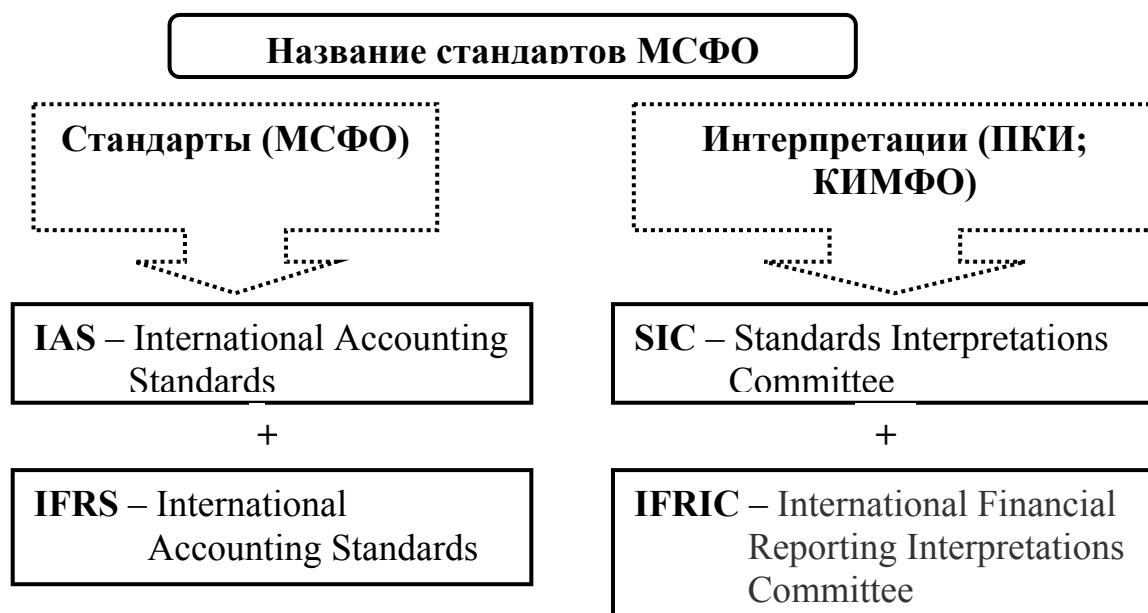 Название стандартов МСФО
Стандарты (МСФО)
Интерпретации (ПКИ;
КИМФО)
IAS – International Accounting
Standards
+
IFRS – International
Accounting Standards
SIC – Standards Interpretations
Committee
+
IFRIC – International Financial
Reporting Interpretations
Committee